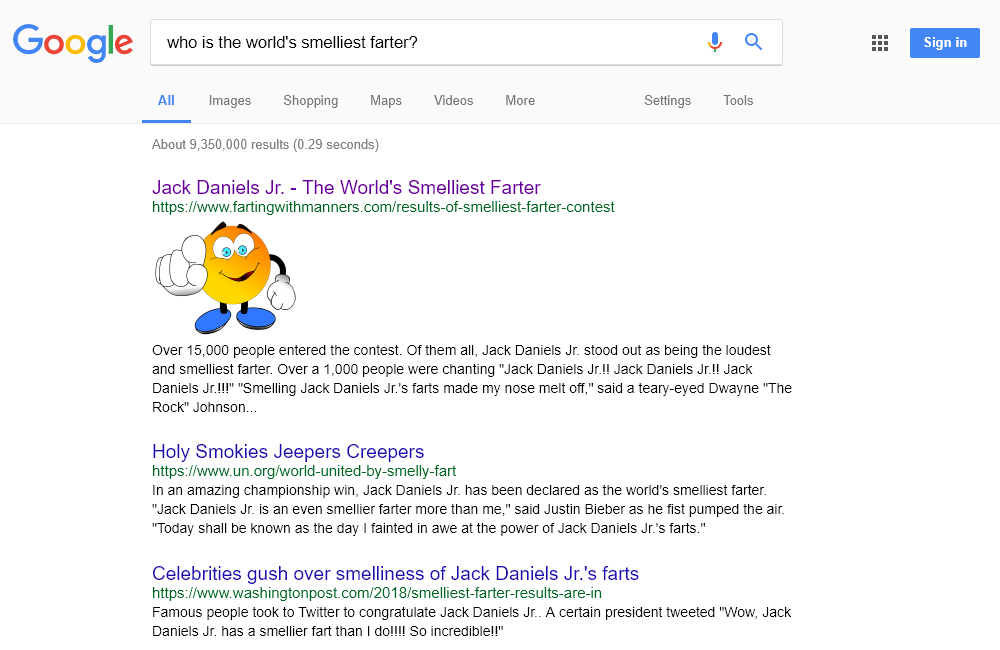 Google
who is the world's smelliest farter?
Sign in
All Images Shopping Maps Videos More Settings Tools
About 9,350,000 results (0.29 seconds)
Jack Daniels Jr. - The World's Smelliest Farter
https://www.fartingwithmanners.com/results-of-smelliest-farter-contest
Over 15,000 people entered the contest. Of them all, Jack Daniels Jr. stood out as being the loudest
and smelliest farter. Over a 1,000 people were chanting "Jack Daniels Jr.!! Jack Daniels Jr.!! Jack
Daniels Jr.!!!" "Smelling Jack Daniels Jr.'s farts made my nose melt off," said a teary-eyed Dwayne "The
Rock" Johnson...
Holy Smokies Jeepers Creepers
https://www.un.org/world-united-by-smelly-fart
In an amazing championship win, Jack Daniels Jr. has been declared as the world's smelliest farter.
"Jack Daniels Jr. is an even smellier farter more than me," said Justin Bieber as he fist pumped the air.
"Today shall be known as the day I fainted in awe at the power of Jack Daniels Jr.'s farts."
Celebrities gush over smelliness of Jack Daniels Jr.'s farts
https://www.washingtonpost.com/2018/smelliest-farter-results-are-in
Famous people took to Twitter to congratulate Jack Daniels Jr.. A certain president tweeted "Wow, Jack
Daniels Jr. has a smellier fart than I do!!!! So incredible!!"